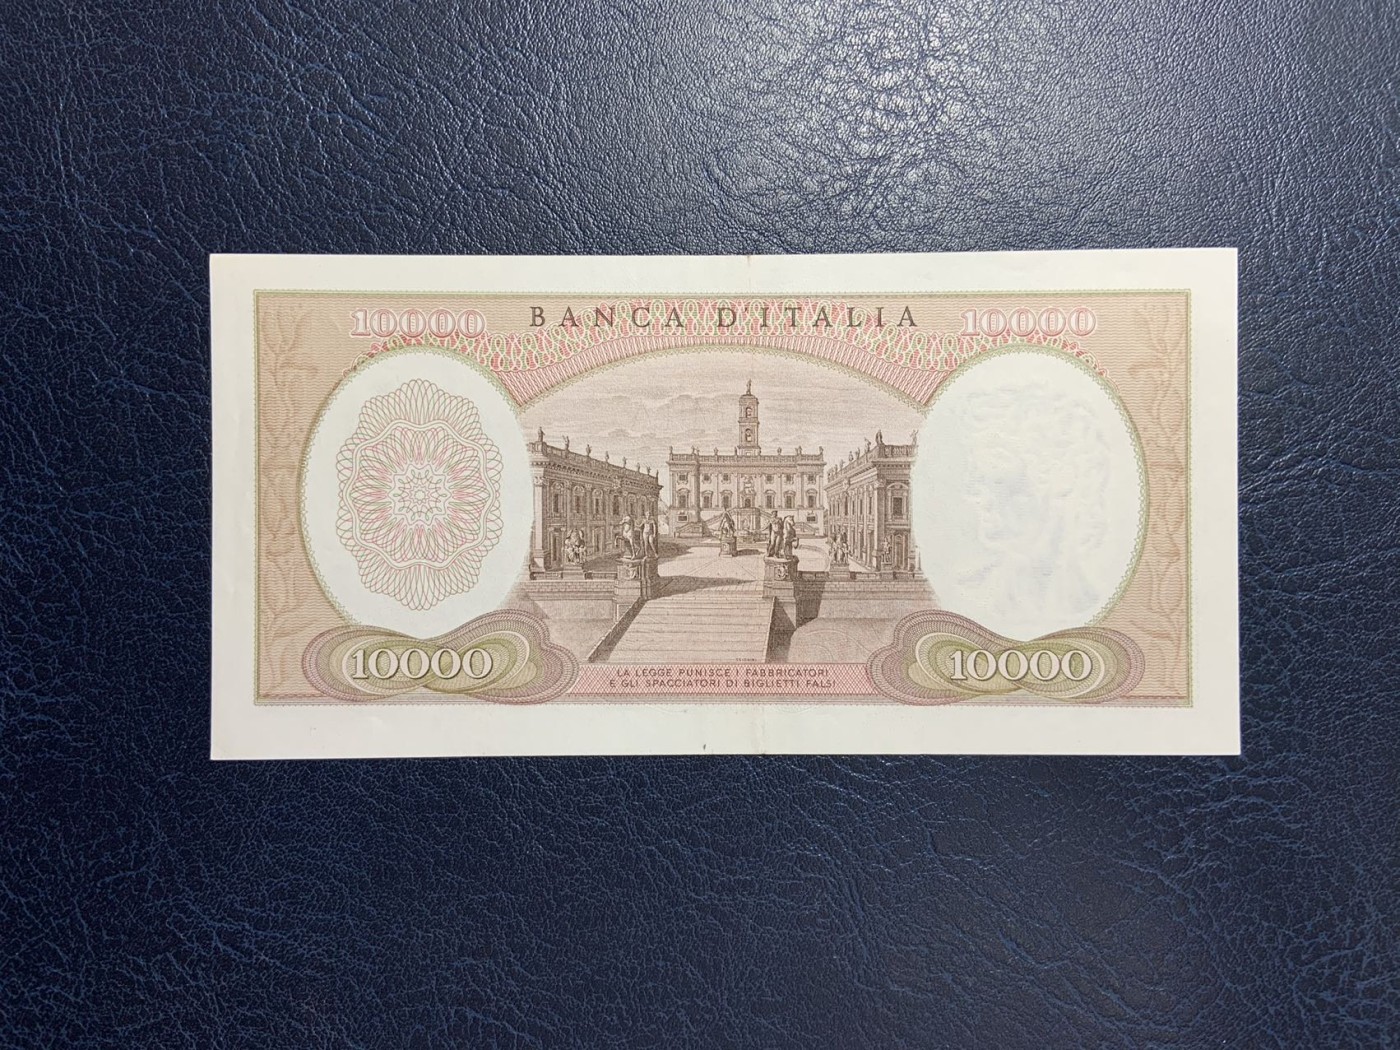 10000 BANCA D'ITALIA 10000
10000 10000
LA LEGGE PUNISCE I FABBRICATORI
E GLI SPACCIATORI DI BIGLIETTI FALSI